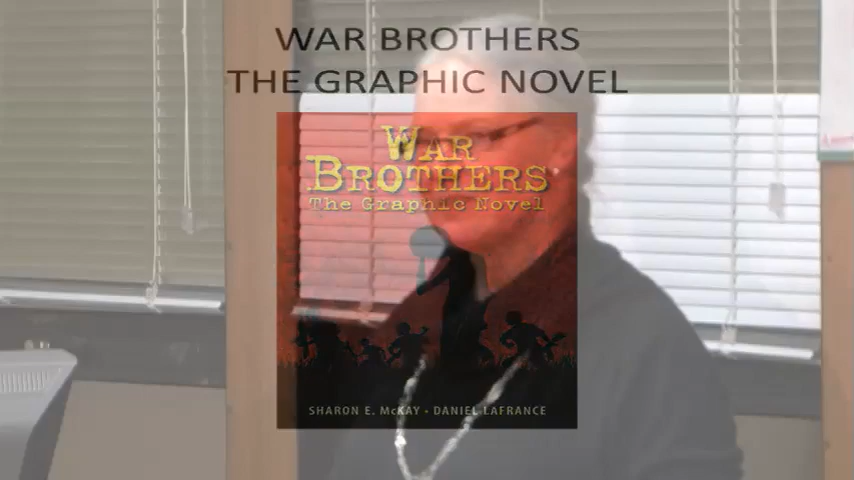 WAR BROTHERS
THE GRAPHIC NOVEL
WAR
BROTHERS
The Graphic Novel
SHARON E. McKAY • DANIEL LAFRANCE